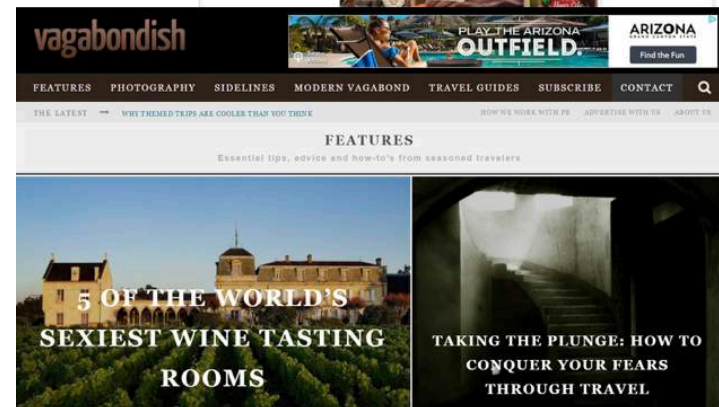 vagabondish
PLAY THE ARIZONA
OUTFIELD.
ARIZONA
GRAND CANYON STATE
Find the Fun
FEATURES PHOTOGRAPHY SIDELINES MODERN VAGABOND TRAVEL GUIDES SUBSCRIBE CONTACT
THE LATEST → WHY THEMED TRIPS ARE COOLER THAN YOU THINK HOW WE WORK WITH PR ADVERTISE WITH US ABOUT US
FEATURES
Essential tips, advice and how-to's from seasoned travelers
5 OF THE WORLD'S
SEXIEST WINE TASTING
ROOMS
TAKING THE PLUNGE: HOW TO
CONQUER YOUR FEARS
THROUGH TRAVEL